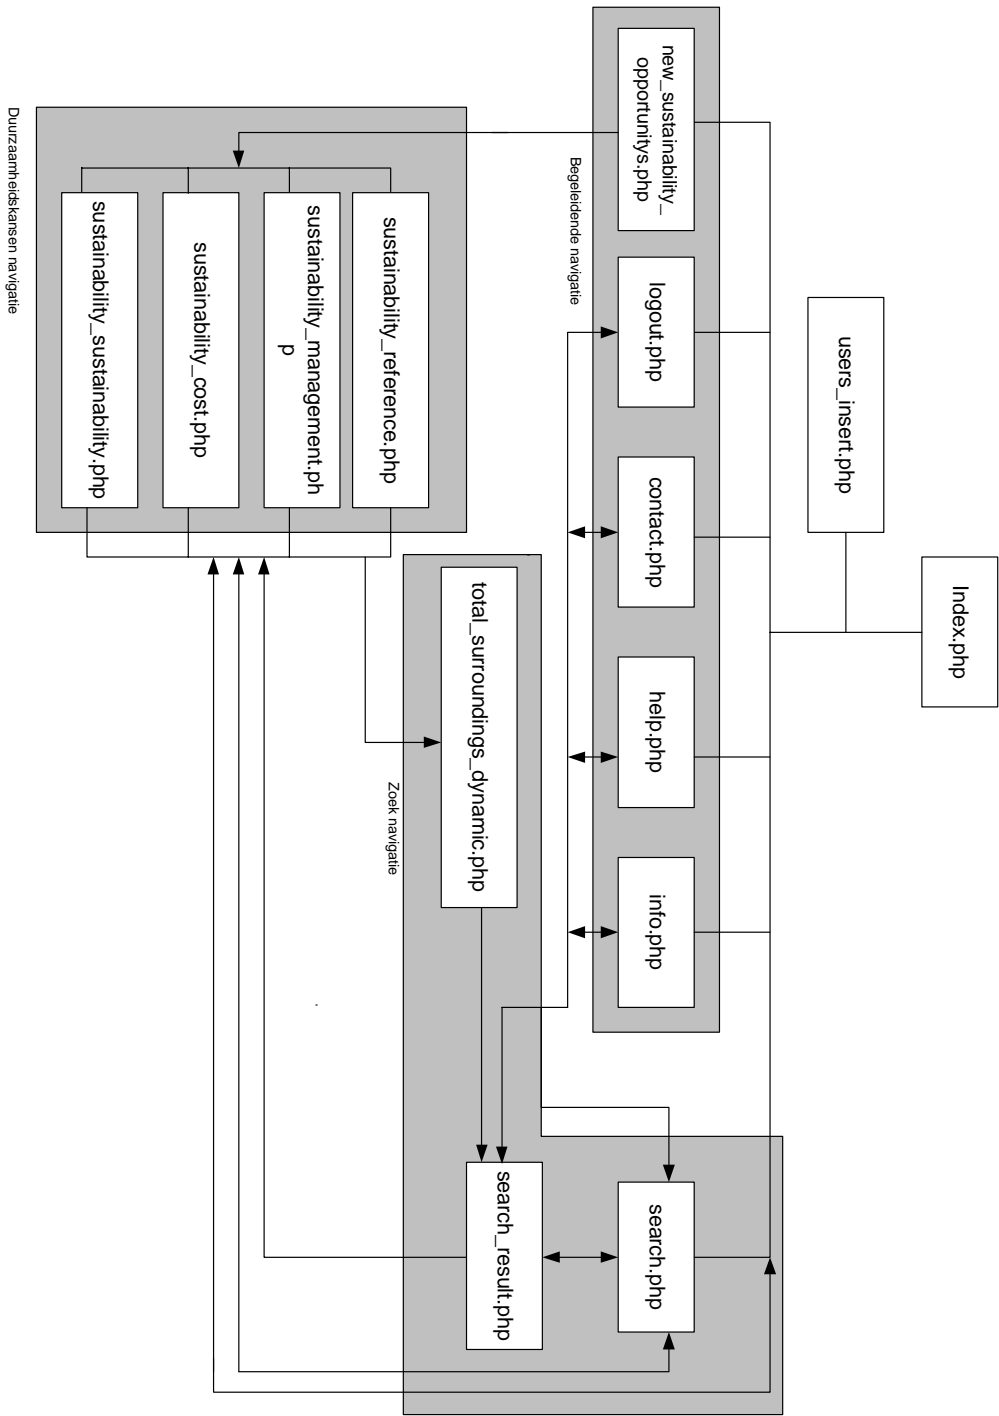 Index.php
users_insert.php
new_sustainability_
opportunitys.php
logout.php
contact.php
help.php
info.php
Begeleidende navigatie
search.php
total_surroundings_dynamic.php
search_result.php
Zoek navigatie
sustainability_reference.php
sustainability_management.ph
p
sustainability_cost.php
sustainability_sustainability.php
Duurzaamheidskansen navigatie